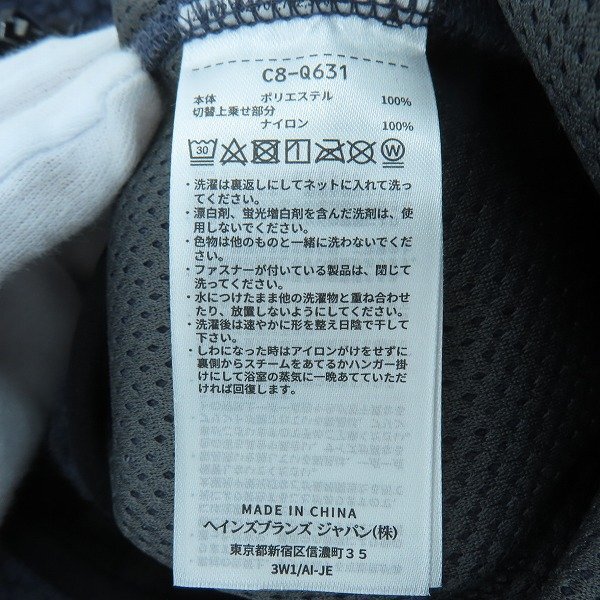 C8-Q631
本体 ポリエステル 100%
切替上乗せ部分
ナイロン 100%
30 W
・洗濯は裏返しにしてネットに入れて洗っ
てください。
・漂白剤、蛍光増白剤を含んだ洗剤は、使
用しないでください。
・色物は他のものと一緒に洗わないでくだ
さい。
・ファスナーが付いている製品は、閉じて
洗ってください。
・水につけたまま他の洗濯物と重ね合わせ
たり、放置しないようにしてください。
・洗濯後は速やかに形を整え日陰で干して
下さい。
・しわになった時はアイロンがけをせずに
裏側からスチームをあてるかハンガー掛
けにして浴室の蒸気に一晩あてていただ
ければ回復します。
MADE IN CHINA
ヘインズブランズ ジャパン(株)
東京都新宿区信濃町３５
3W1/AI-JE